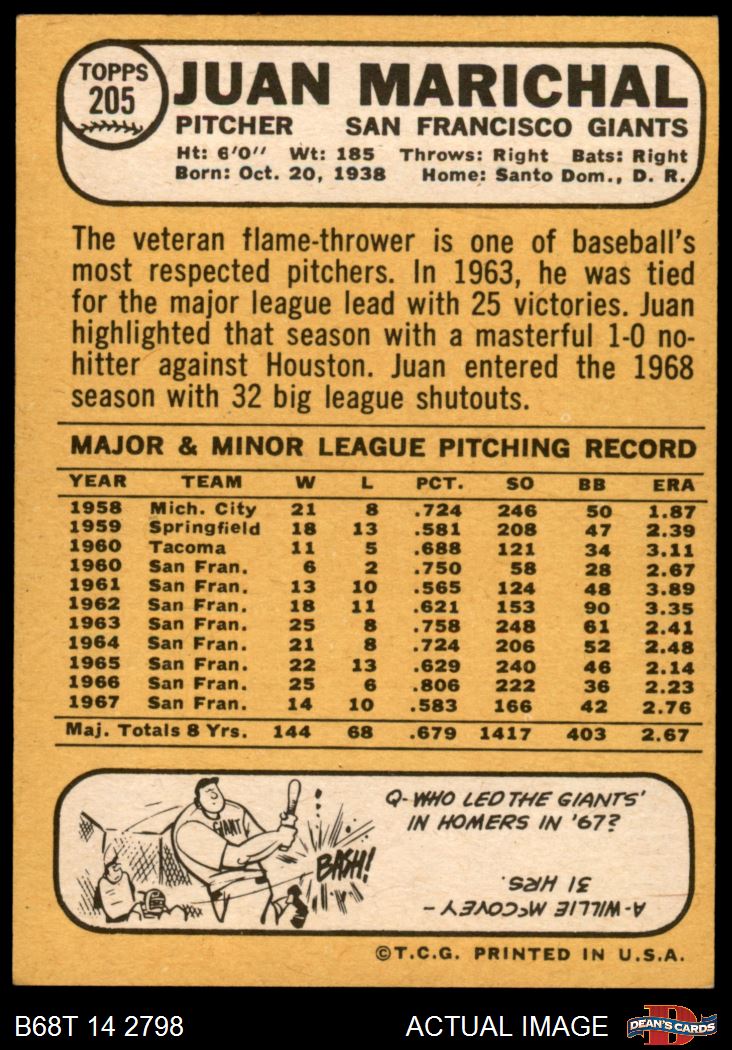 TOPPS
205
JUAN MARICHAL
PITCHER SAN FRANCISCO GIANTS
Ht: 6'0" Wt: 185 Throws: Right Bats: Right
Born: Oct. 20, 1938 Home: Santo Dom., D. R.
The veteran flame-thrower is one of baseball's
most respected pitchers. In 1963, he was tied
for the major league lead with 25 victories. Juan
highlighted that season with a masterful 1-0 no-
hitter against Houston. Juan entered the 1968
season with 32 big league shutouts.
MAJOR & MINOR LEAGUE PITCHING RECORD
YEAR TEAM W L PCT. SO BB ERA
1958 Mich. City 21 8 .724 246 50 1.87
1959 Springfield 18 13 .581 208 47 2.39
1960 Tacoma 11 5 .688 121 34 3.11
1960 San Fran. 6 2 .750 58 28 2.67
1961 San Fran. 13 10 .565 124 48 3.89
1962 San Fran. 18 11 .621 153 90 3.35
1963 San Fran. 25 8 .758 248 61 2.41
1964 San Fran. 21 8 .724 206 52 2.48
1965 San Fran. 22 13 .629 240 46 2.14
1966 San Fran. 25 6 .806 222 36 2.23
1967 San Fran. 14 10 .583 166 42 2.76
Maj. Totals 8 Yrs. 144 68 .679 1417 403 2.67
GIANT
BASH!
Q-WHO LED THE GIANTS'
IN HOMERS IN '67?
A-WILLIE McCOVEY-
31 HRS.
©T.C.G. PRINTED IN U.S.A.
B68T 14 2798 ACTUAL IMAGE
D
DEAN'S CARDS